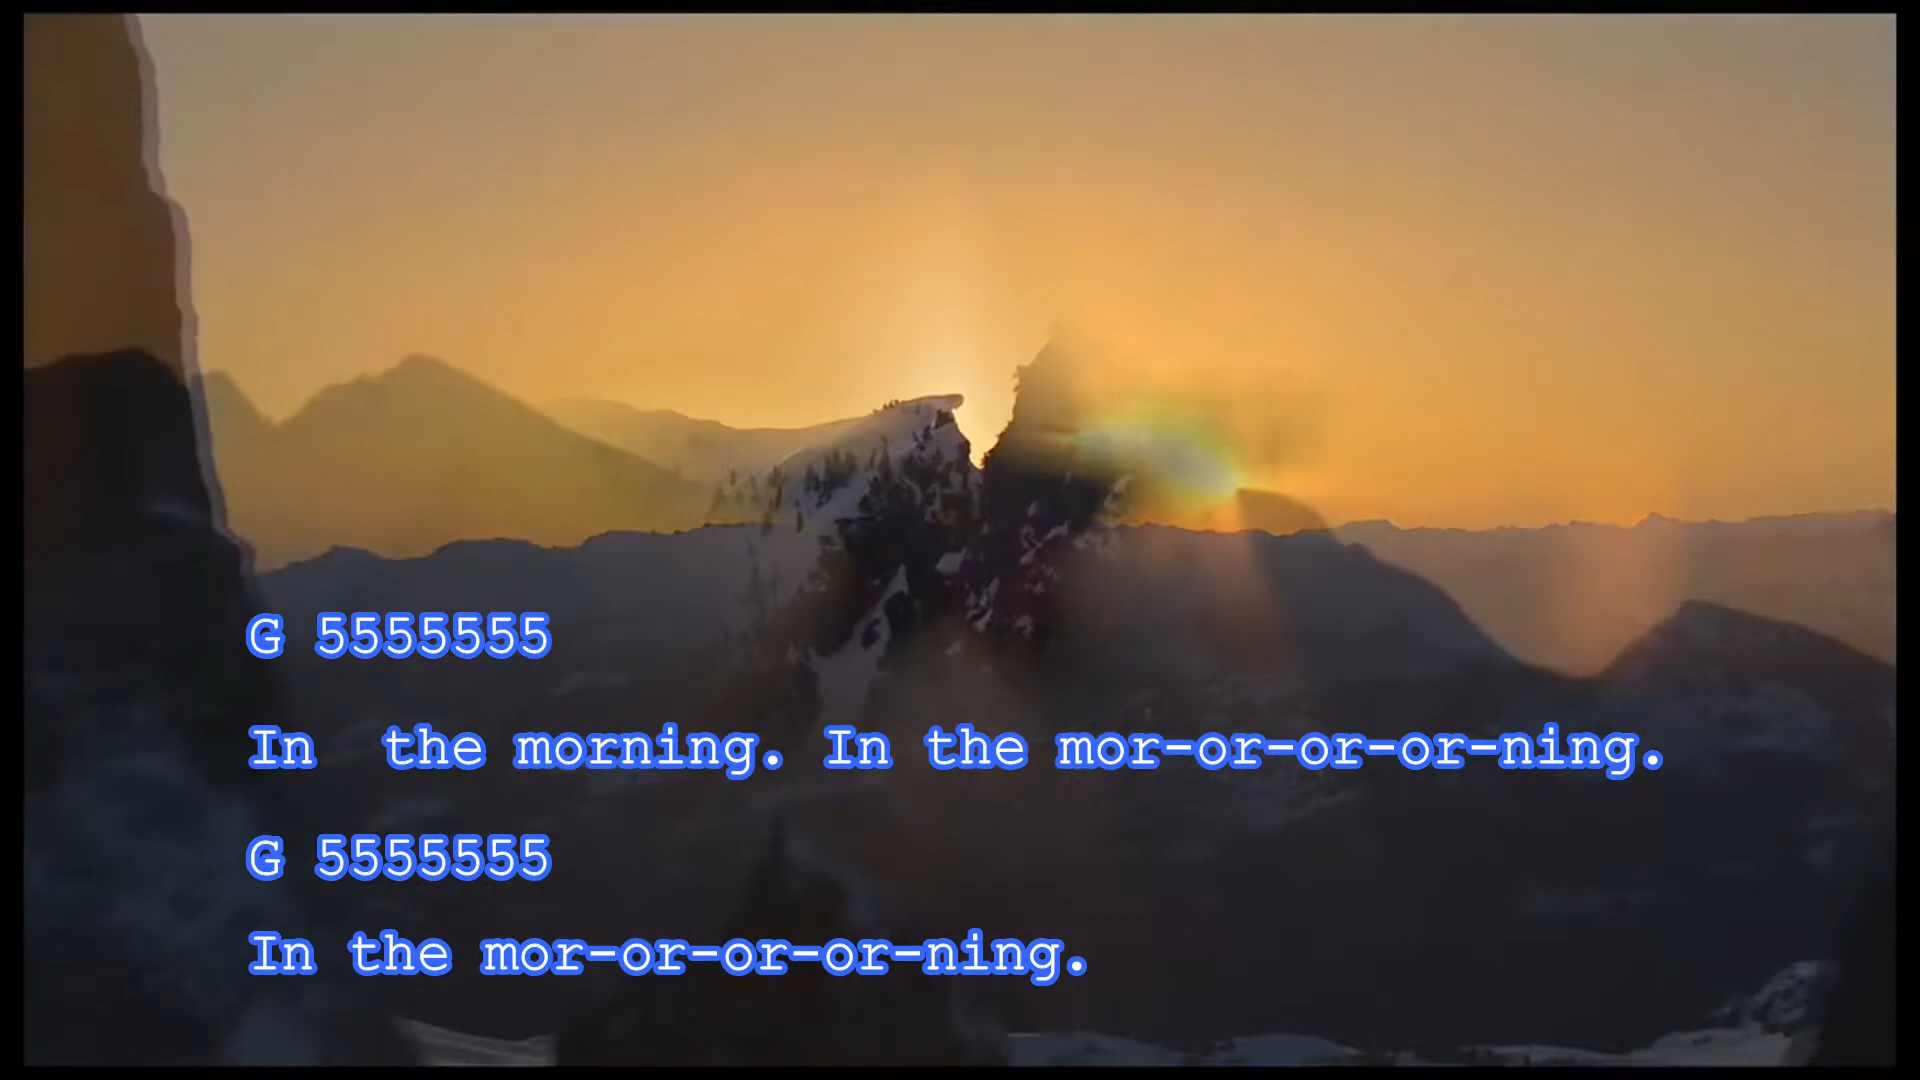 G 5555555
In  the morning. In the mor-or-or-or-ning.
G 5555555
In the mor-or-or-or-ning.